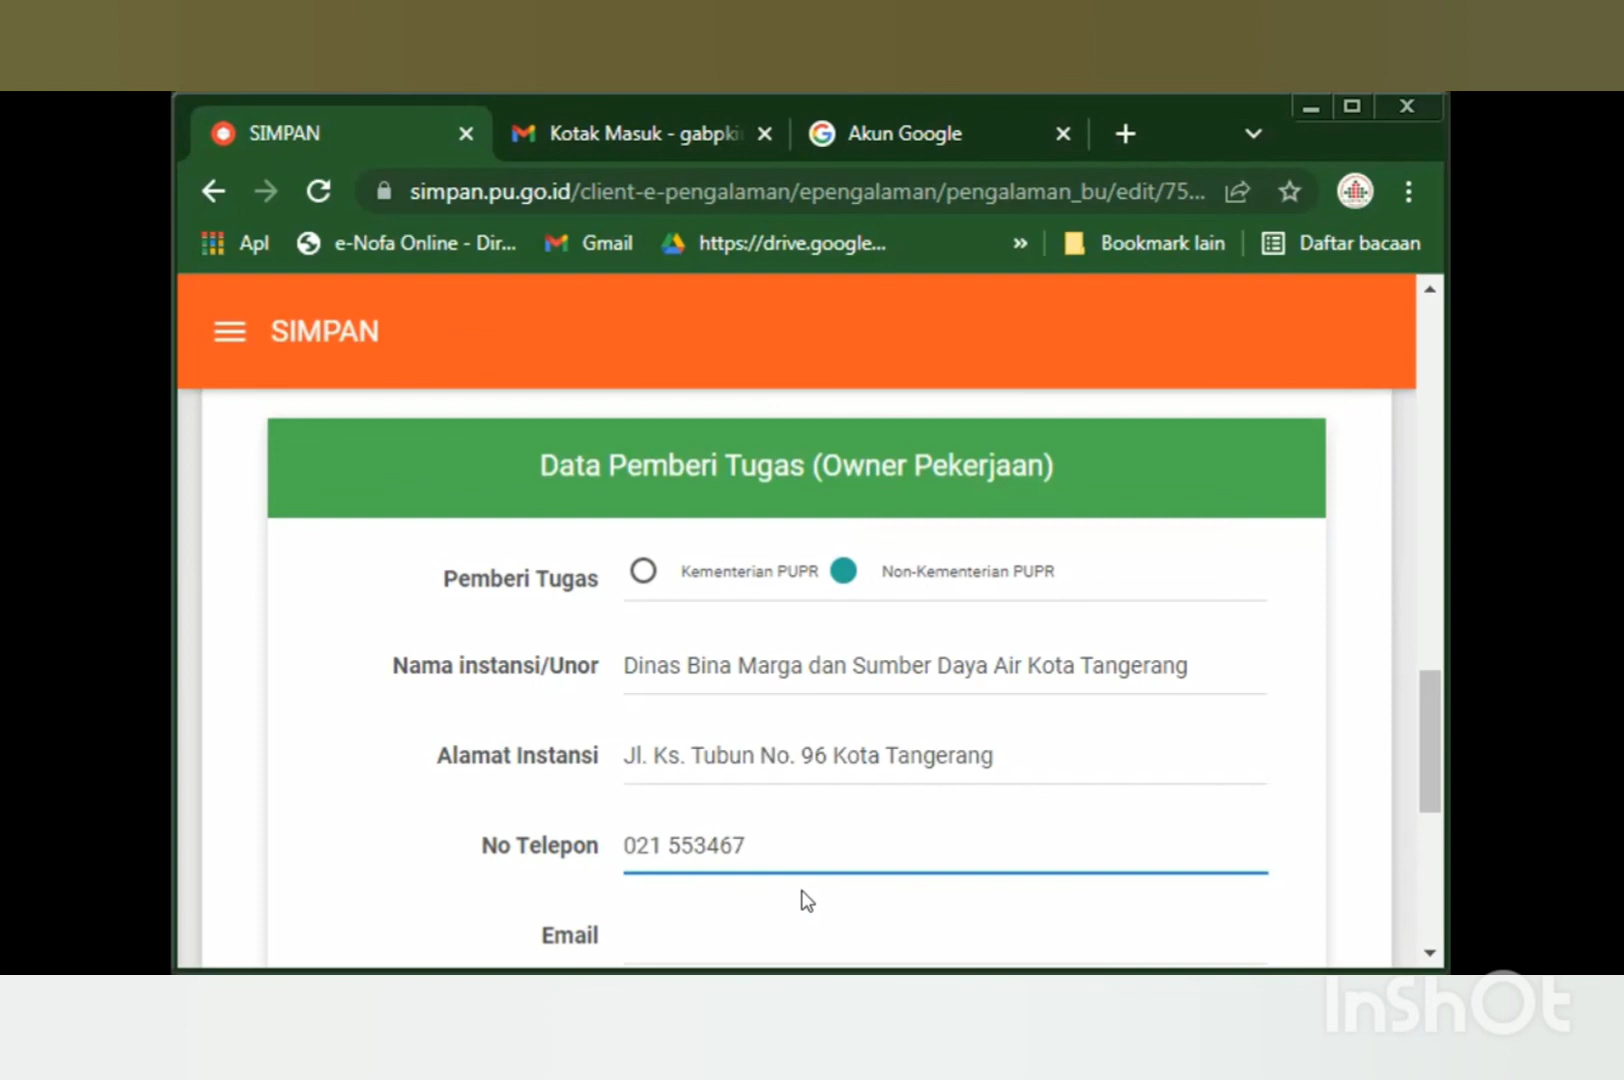 SIMPAN
Kotak Masuk - gabpki
Akun Google
simpan.pu.go.id/client-e-pengalaman/epengalaman/pengalaman_bu/edit/75...
Apl
e-Nofa Online - Dir...
Gmail
https://drive.google...
»
Bookmark lain
Daftar bacaan
SIMPAN
Data Pemberi Tugas (Owner Pekerjaan)
Pemberi Tugas
Kementerian PUPR
Non-Kementerian PUPR
Nama instansi/Unor
Dinas Bina Marga dan Sumber Daya Air Kota Tangerang
Alamat Instansi
Jl. Ks. Tubun No. 96 Kota Tangerang
No Telepon
021 553467
Email
InShOt